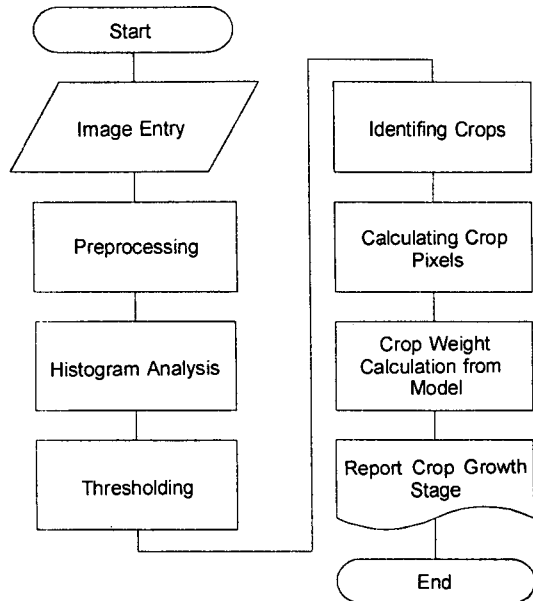 Start
Image Entry
Preprocessing
Histogram Analysis
Thresholding
Identifing Crops
Calculating Crop
Pixels
Crop Weight
Calculation from
Model
Report Crop Growth
Stage
End